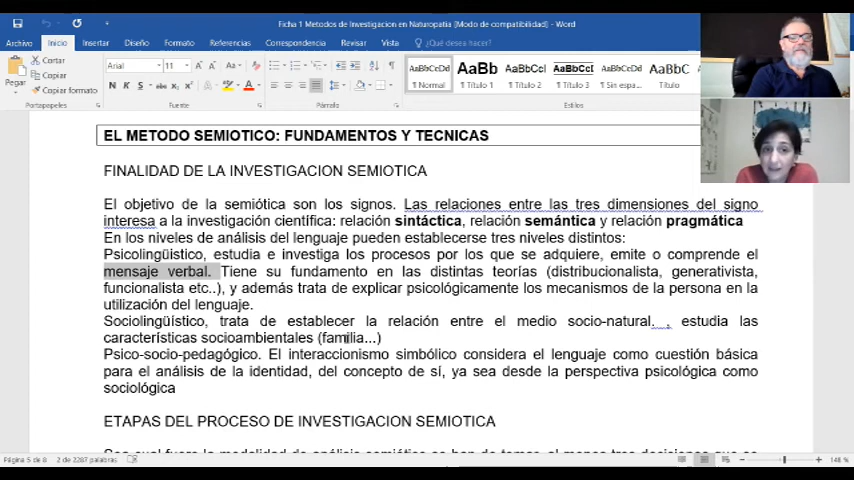 Ficha 1 Metodos de Investigacion en Naturopatía [Modo de compatibilidad] - Word
Archivo Inicio Insertar Diseño Formato Referencias Correspondencia Revisar Vista ¿Qué desea hacer?
Pegar
Cortar
Copiar
Copiar formato
Portapapeles
Arial 11
N K S
Fuente
Párrafo
AaBbCcDd AaBb AaBbCcI AaBbCcI AaBbCcDd AaBbC
¶ Normal Título 1 ¶ Título 2 Título 3 ¶ Sin espa... Título
Estilos
EL METODO SEMIOTICO: FUNDAMENTOS Y TECNICAS
FINALIDAD DE LA INVESTIGACION SEMIOTICA
El objetivo de la semiótica son los signos. Las relaciones entre las tres dimensiones del signo
interesa a la investigación científica: relación sintáctica, relación semántica y relación pragmática
En los niveles de análisis del lenguaje pueden establecerse tres niveles distintos:
Psicolingüistico, estudia e investiga los procesos por los que se adquiere, emite o comprende el
mensaje verbal. Tiene su fundamento en las distintas teorías (distribucionalista, generativista,
funcionalista etc..), y además trata de explicar psicológicamente los mecanismos de la persona en la
utilización del lenguaje.
Sociolingüístico, trata de establecer la relación entre el medio socio-natural. , estudia las
características socioambientales (familia...)
Psico-socio-pedagógico. El interaccionismo simbólico considera el lenguaje como cuestión básica
para el análisis de la identidad, del concepto de sí, ya sea desde la perspectiva psicológica como
sociológica
ETAPAS DEL PROCESO DE INVESTIGACION SEMIOTICA
Página 5 de 8 2 de 2287 palabras 148 %